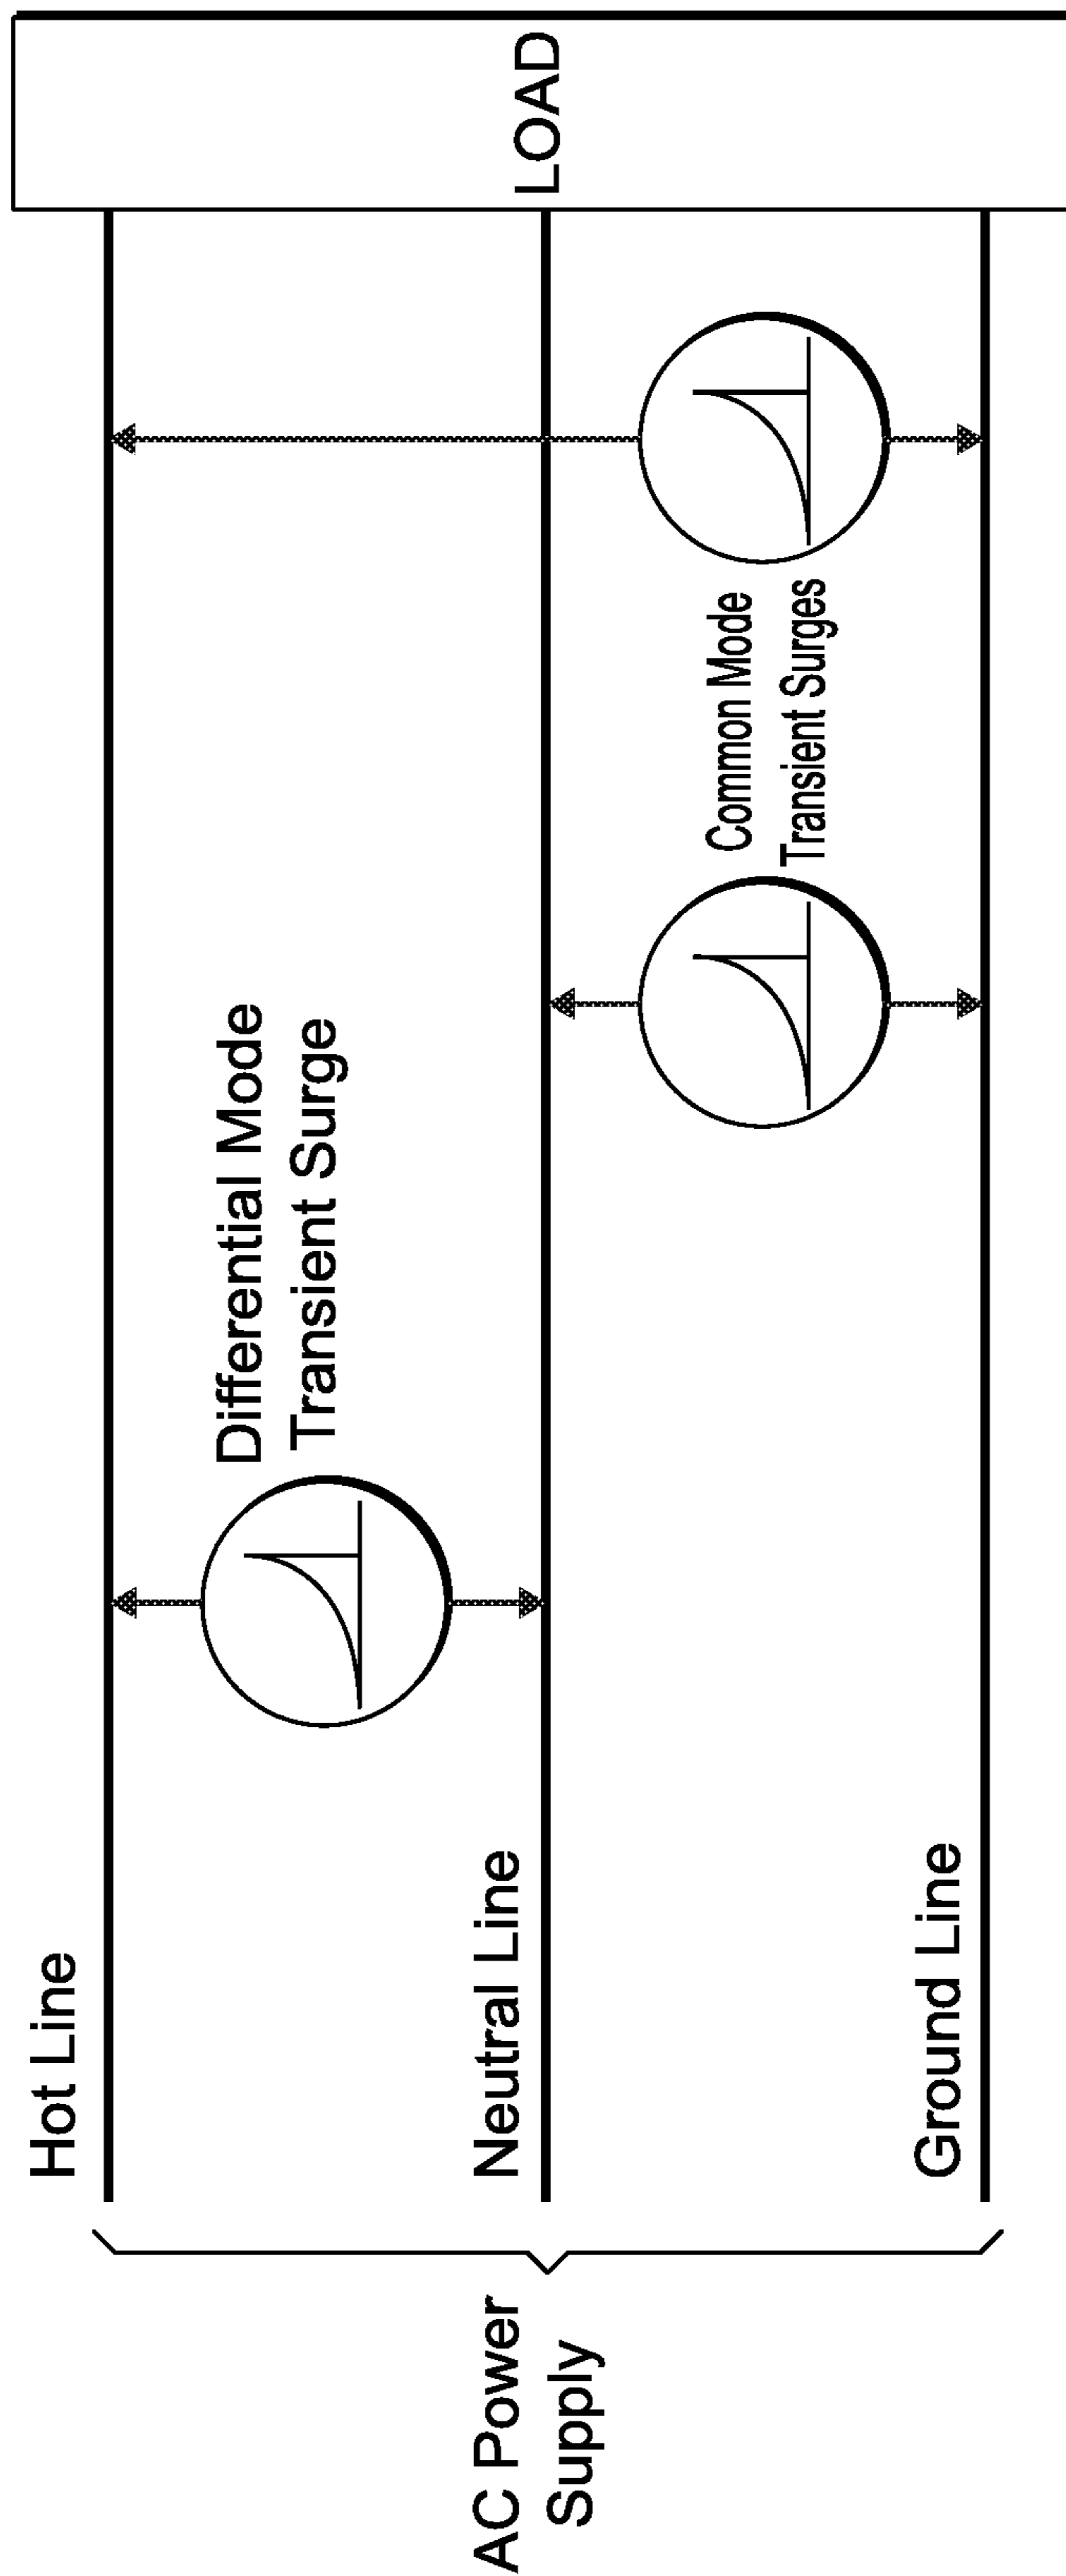 Hot Line
Differential Mode
Transient Surge
AC Power
Supply
Neutral Line
LOAD
Common Mode
Transient Surges
Ground Line